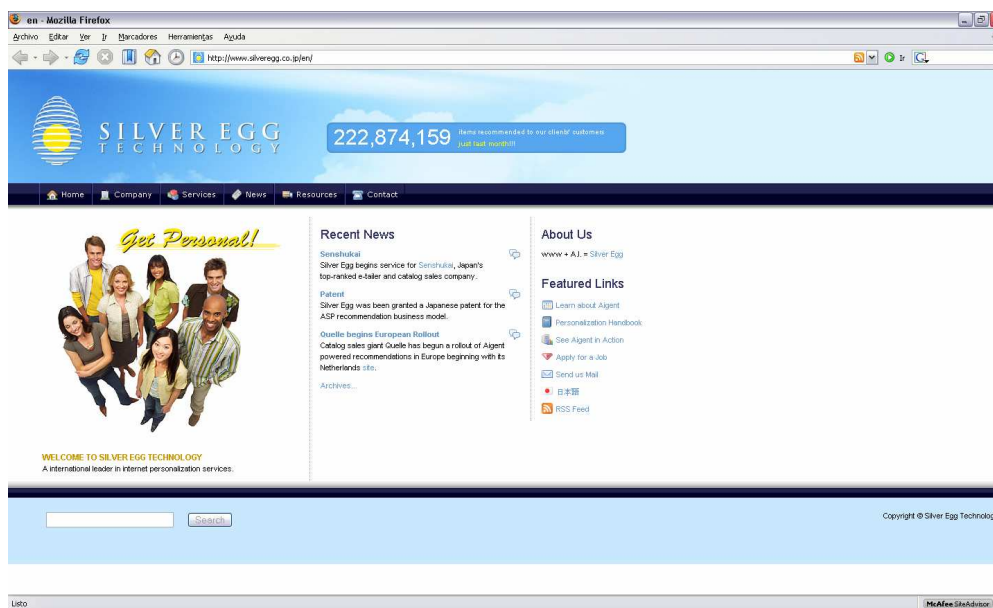 en - Mozilla Firefox
Archivo Editar Ver Ir Marcadores Herramientas Ayuda
http://www.silveregg.co.jp/en/
Ir
SILVER EGG
TECHNOLOGY
222,874,159
items recommended to our clients' customers
just last month!!!
Home Company Services News Resources Contact
Get Personal!
WELCOME TO SILVER EGG TECHNOLOGY
A international leader in internet personalization services.
Recent News
Senshukai
Silver Egg begins service for Senshukai, Japan's
top-ranked e-tailer and catalog sales company.
Patent
Silver Egg was granted a Japanese patent for the
ASP recommendation business model.
Quelle begins European Rollout
Catalog sales giant Quelle has begun a rollout of Aigent
powered recommendations in Europe beginning with its
Netherlands site.
Archives...
About Us
www + A.I. = Silver Egg
Featured Links
Learn about Aigent
Personalization Handbook
See Aigent in Action
Apply for a Job
Send us Mail
日本語
RSS Feed
Search
Copyright © Silver Egg Technolog
Listo
McAfee SiteAdvisor